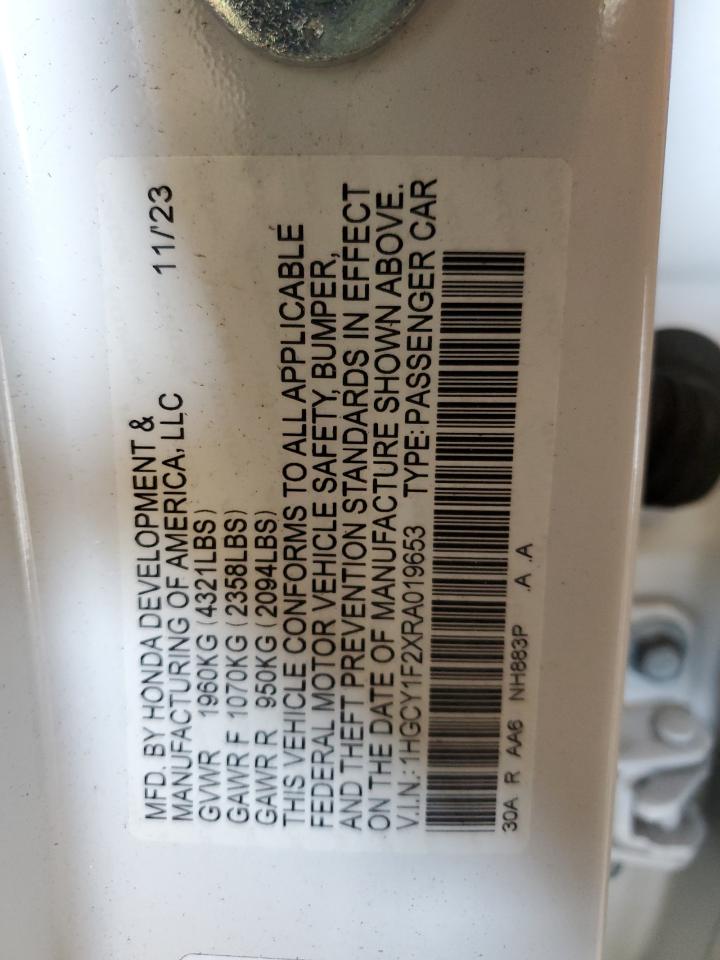 MFD. BY HONDA DEVELOPMENT & 11/'23
MANUFACTURING OF AMERICA, LLC
GVWR 1960KG (4321LBS)
GAWR F 1070KG (2358LBS)
GAWR R 950KG (2094LBS)
THIS VEHICLE CONFORMS TO ALL APPLICABLE
FEDERAL MOTOR VEHICLE SAFETY, BUMPER,
AND THEFT PREVENTION STANDARDS IN EFFECT
ON THE DATE OF MANUFACTURE SHOWN ABOVE.
V.I.N.: 1HGCY1F2XRA019653 TYPE: PASSENGER CAR
30A R AA6 NH883P .A .A